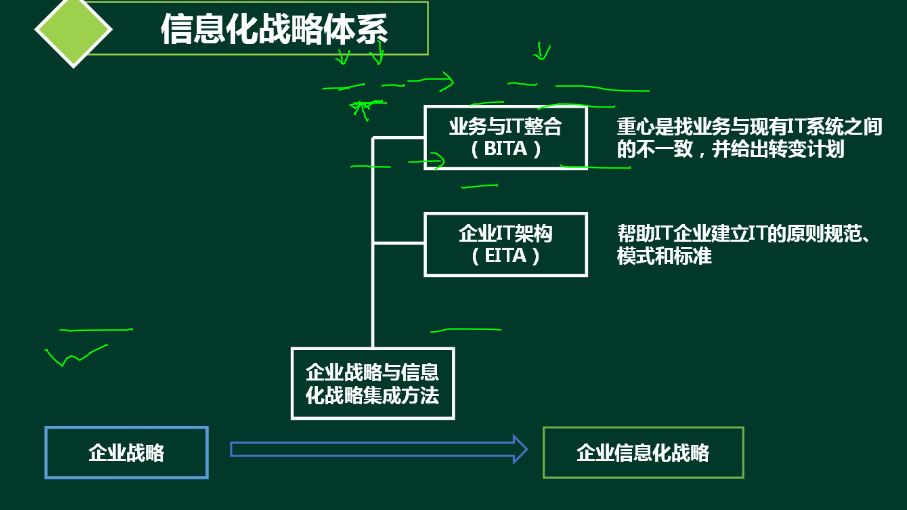 信息化战略体系
业务与IT整合
（BITA）
重心是找业务与现有IT系统之间
的不一致，并给出转变计划
企业IT架构
（EITA）
帮助IT企业建立IT的原则规范、
模式和标准
企业战略与信息
化战略集成方法
企业战略
企业信息化战略